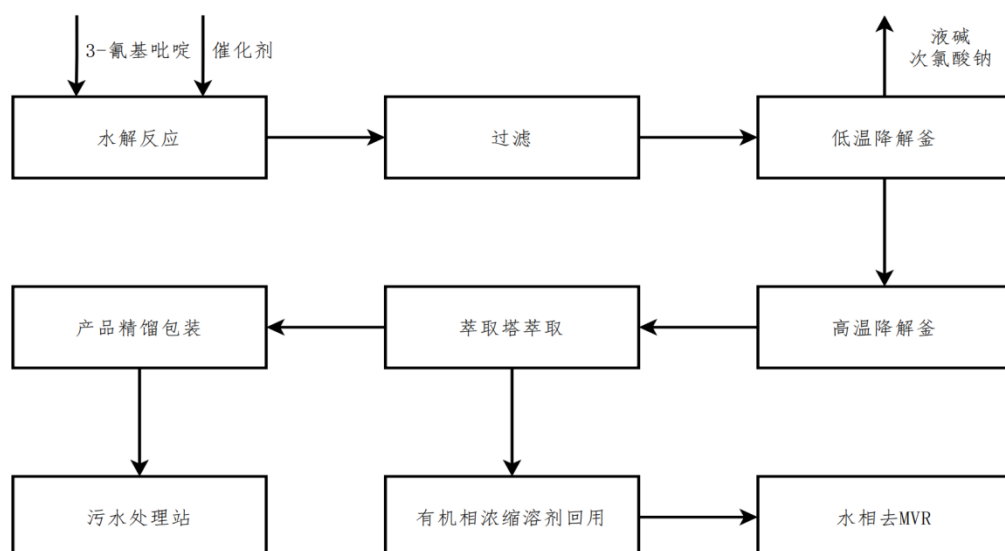 3-氰基吡啶
催化剂
液碱
次氯酸钠
水解反应
过滤
低温降解釜
产品精馏包装
萃取塔萃取
高温降解釜
污水处理站
有机相浓缩溶剂回用
水相去MVR